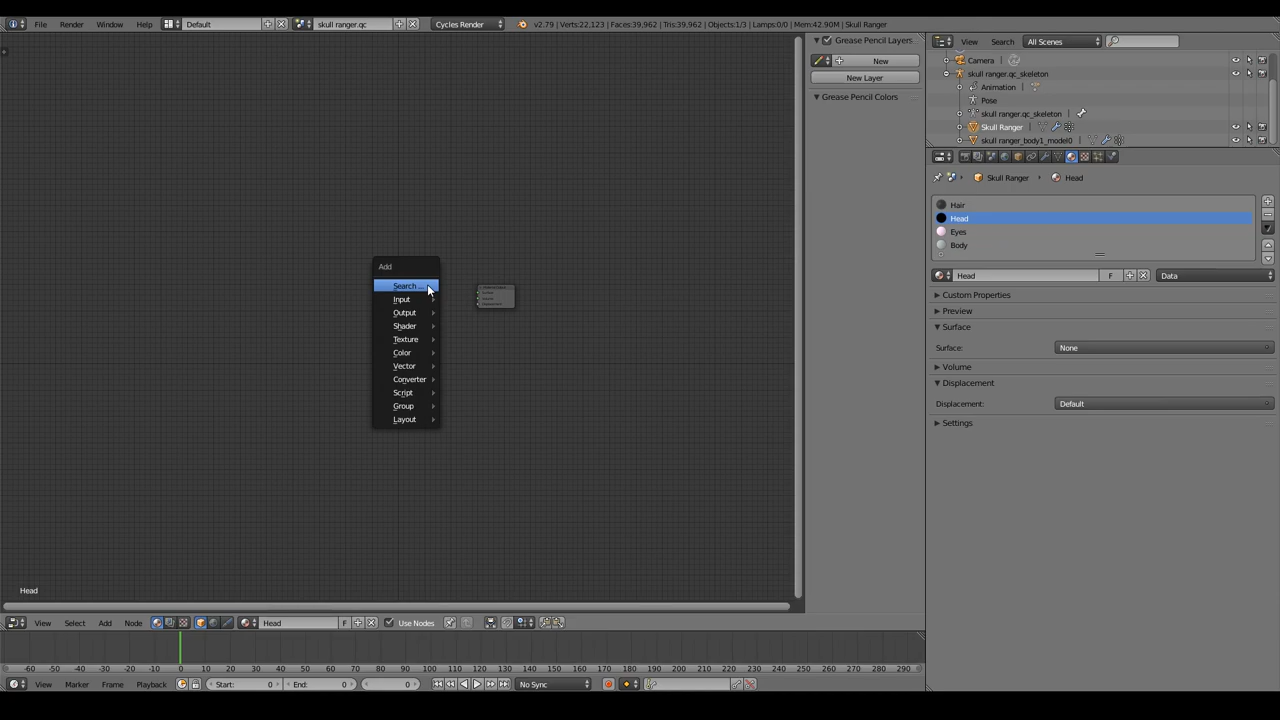 File Render Window Help Default skull ranger.qc Cycles Render v2.79 | Verts:22,123 | Faces:39,962 | Tris:39,962 | Objects:1/3 | Lamps:0/0 | Mem:42.90M | Skull Ranger
Grease Pencil Layers
New
New Layer
Grease Pencil Colors
View Search All Scenes
Camera
skull ranger.qc_skeleton
Animation
Pose
skull ranger.qc_skeleton
Skull Ranger
skull ranger_body1_model0
Skull Ranger Head
Hair
Head
Eyes
Body
Head F Data
Custom Properties
Preview
Surface
Surface: None
Volume
Displacement
Displacement: Default
Settings
Add
Search ...
Input
Output
Shader
Texture
Color
Vector
Converter
Script
Group
Layout
Head
View Select Add Node Head F Use Nodes
-60 -50 -40 -30 -20 -10 0 10 20 30 40 50 60 70 80 90 100 110 120 130 140 150 160 170 180 190 200 210 220 230 240 250 260 270 280 290
View Marker Frame Playback Start: 0 End: 0 0 No Sync